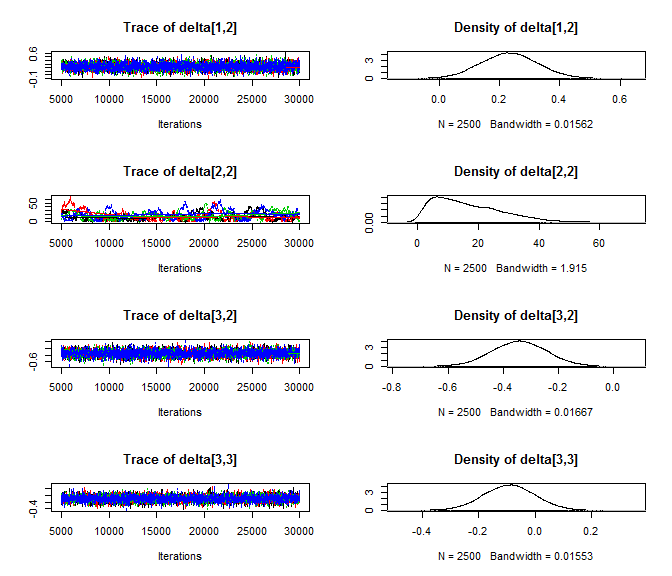 Trace of delta[1,2]
0.6
-0.1
5000 10000 15000 20000 25000 30000
Iterations
Density of delta[1,2]
3
0
0.0 0.2 0.4 0.6
N = 2500 Bandwidth = 0.01562
Trace of delta[2,2]
50
0
5000 10000 15000 20000 25000 30000
Iterations
Density of delta[2,2]
0.00
0 20 40 60
N = 2500 Bandwidth = 1.915
Trace of delta[3,2]
-0.6
5000 10000 15000 20000 25000 30000
Iterations
Density of delta[3,2]
3
0
-0.8 -0.6 -0.4 -0.2 0.0
N = 2500 Bandwidth = 0.01667
Trace of delta[3,3]
-0.4
5000 10000 15000 20000 25000 30000
Iterations
Density of delta[3,3]
3
0
-0.4 -0.2 0.0 0.2
N = 2500 Bandwidth = 0.01553